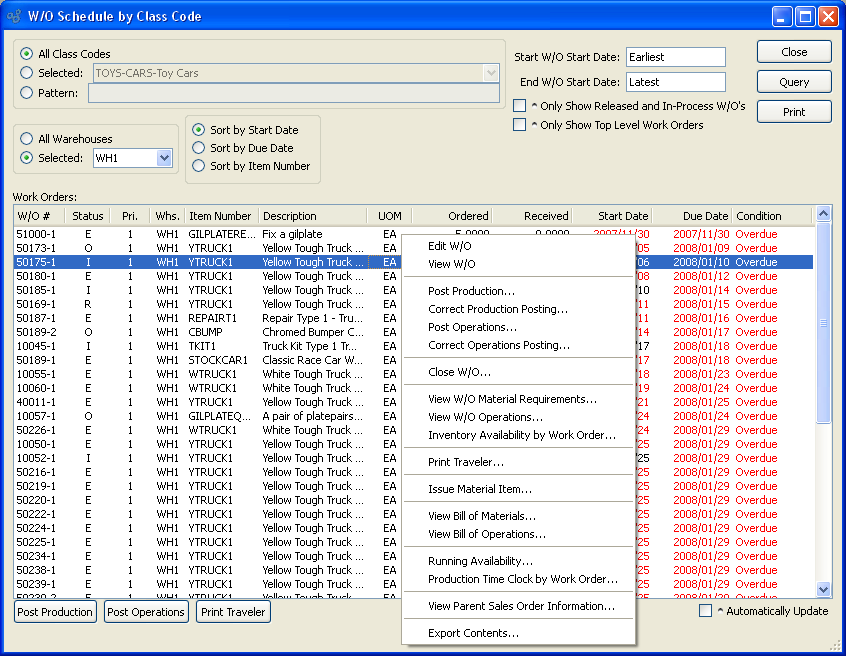 W/O Schedule by Class Code
All Class Codes
Selected: TOYS-CARS-Toy Cars
Pattern:
Start W/O Start Date: Earliest
End W/O Start Date: Latest
^ Only Show Released and In-Process W/O's
^ Only Show Top Level Work Orders
Close
Query
Print
All Warehouses
Selected: WH1
Sort by Start Date
Sort by Due Date
Sort by Item Number
Work Orders:
W/O # Status Pri. Whs. Item Number Description UOM Ordered Received Start Date Due Date Condition
51000-1 E 1 WH1 GILPLATERE... Fix a gilplate EA 5.0000 0.0000 2007/11/30 2007/11/30 Overdue
50173-1 O 1 WH1 YTRUCK1 Yellow Tough Truck ... EA /05 2008/01/09 Overdue
50175-1 I 1 WH1 YTRUCK1 Yellow Tough Truck ... EA /06 2008/01/10 Overdue
50180-1 E 1 WH1 YTRUCK1 Yellow Tough Truck ... EA /08 2008/01/12 Overdue
50185-1 I 1 WH1 YTRUCK1 Yellow Tough Truck ... EA /10 2008/01/14 Overdue
50169-1 R 1 WH1 YTRUCK1 Yellow Tough Truck ... EA /11 2008/01/15 Overdue
50187-1 E 1 WH1 REPAIRT1 Repair Type 1 - Tru... EA /11 2008/01/16 Overdue
50189-2 O 1 WH1 CBUMP Chromed Bumper C... EA /14 2008/01/17 Overdue
10045-1 I 1 WH1 TKIT1 Truck Kit Type 1 Tr... EA /17 2008/01/18 Overdue
50189-1 E 1 WH1 STOCKCAR1 Classic Race Car W... EA /17 2008/01/18 Overdue
10055-1 E 1 WH1 WTRUCK1 White Tough Truck ... EA /18 2008/01/23 Overdue
10060-1 E 1 WH1 WTRUCK1 White Tough Truck ... EA /19 2008/01/24 Overdue
40011-1 E 1 WH1 YTRUCK1 Yellow Tough Truck ... EA /21 2008/01/25 Overdue
10057-1 O 1 WH1 GILPLATEQ... A pair of platepairs... EA /24 2008/01/24 Overdue
50226-1 E 1 WH1 WTRUCK1 White Tough Truck ... EA /24 2008/01/29 Overdue
10050-1 E 1 WH1 YTRUCK1 Yellow Tough Truck ... EA /25 2008/01/29 Overdue
10052-1 I 1 WH1 YTRUCK1 Yellow Tough Truck ... EA /25 2008/01/29 Overdue
50216-1 E 1 WH1 YTRUCK1 Yellow Tough Truck ... EA /25 2008/01/29 Overdue
50219-1 E 1 WH1 YTRUCK1 Yellow Tough Truck ... EA /25 2008/01/29 Overdue
50220-1 E 1 WH1 YTRUCK1 Yellow Tough Truck ... EA /25 2008/01/29 Overdue
50222-1 E 1 WH1 YTRUCK1 Yellow Tough Truck ... EA /25 2008/01/29 Overdue
50224-1 E 1 WH1 YTRUCK1 Yellow Tough Truck ... EA /25 2008/01/29 Overdue
50225-1 E 1 WH1 YTRUCK1 Yellow Tough Truck ... EA /25 2008/01/29 Overdue
50234-1 E 1 WH1 YTRUCK1 Yellow Tough Truck ... EA /25 2008/01/29 Overdue
50238-1 E 1 WH1 YTRUCK1 Yellow Tough Truck ... EA /25 2008/01/29 Overdue
50239-1 E 1 WH1 YTRUCK1 Yellow Tough Truck ... EA /25 2008/01/29 Overdue
Edit W/O
View W/O
Post Production...
Correct Production Posting...
Post Operations...
Correct Operations Posting...
Close W/O...
View W/O Material Requirements...
View W/O Operations...
Inventory Availability by Work Order...
Print Traveler...
Issue Material Item...
View Bill of Materials...
View Bill of Operations...
Running Availability...
Production Time Clock by Work Order...
View Parent Sales Order Information...
Export Contents...
Post Production
Post Operations
Print Traveler
^ Automatically Update